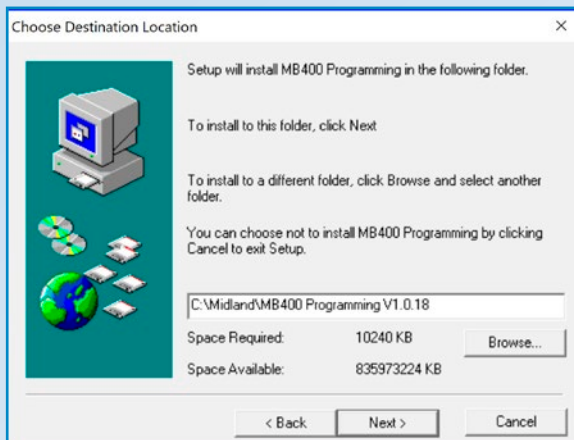 Choose Destination Location
Setup will install MB400 Programming in the following folder.
To install to this folder, click Next
To install to a different folder, click Browse and select another
folder.
You can choose not to install MB400 Programming by clicking
Cancel to exit Setup.
C:\Midland\MB400 Programming V1.0.18
Space Required: 10240 KB
Browse...
Space Available: 835973224 KB
< Back Next > Cancel